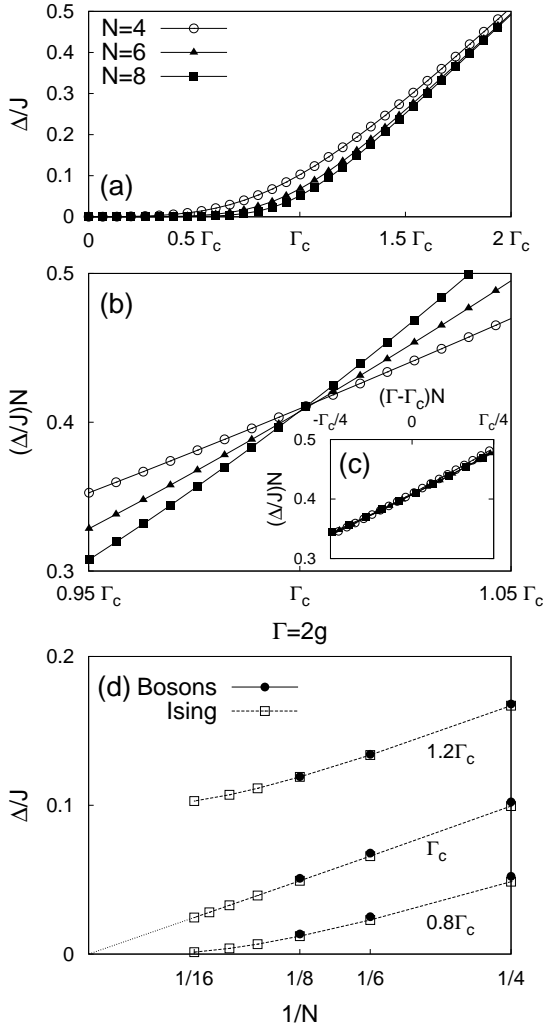 0.5
N=4
N=6
N=8
0.4
0.3
0.2
0.1
0
Δ/J
(a)
0
0.5 Γc
Γc
1.5 Γc
2 Γc
0.5
(b)
0.4
0.3
(Δ/J)N
(Γ-Γc)N
-Γc/4
0
Γc/4
0.5
(c)
0.4
0.3
(Δ/J)N
0.95 Γc
Γc
1.05 Γc
Γ=2g
0.2
(d)
Bosons
Ising
1.2Γc
0.1
Δ/J
Γc
0.8Γc
0
1/16
1/8
1/6
1/4
1/N